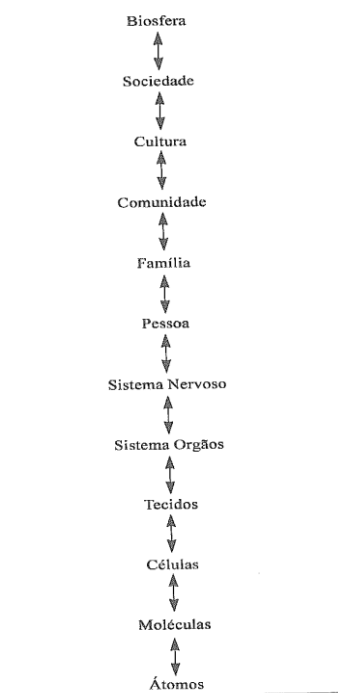 Biosfera
Sociedade
Cultura
Comunidade
Família
Pessoa
Sistema Nervoso
Sistema Orgãos
Tecidos
Células
Moléculas
Átomos